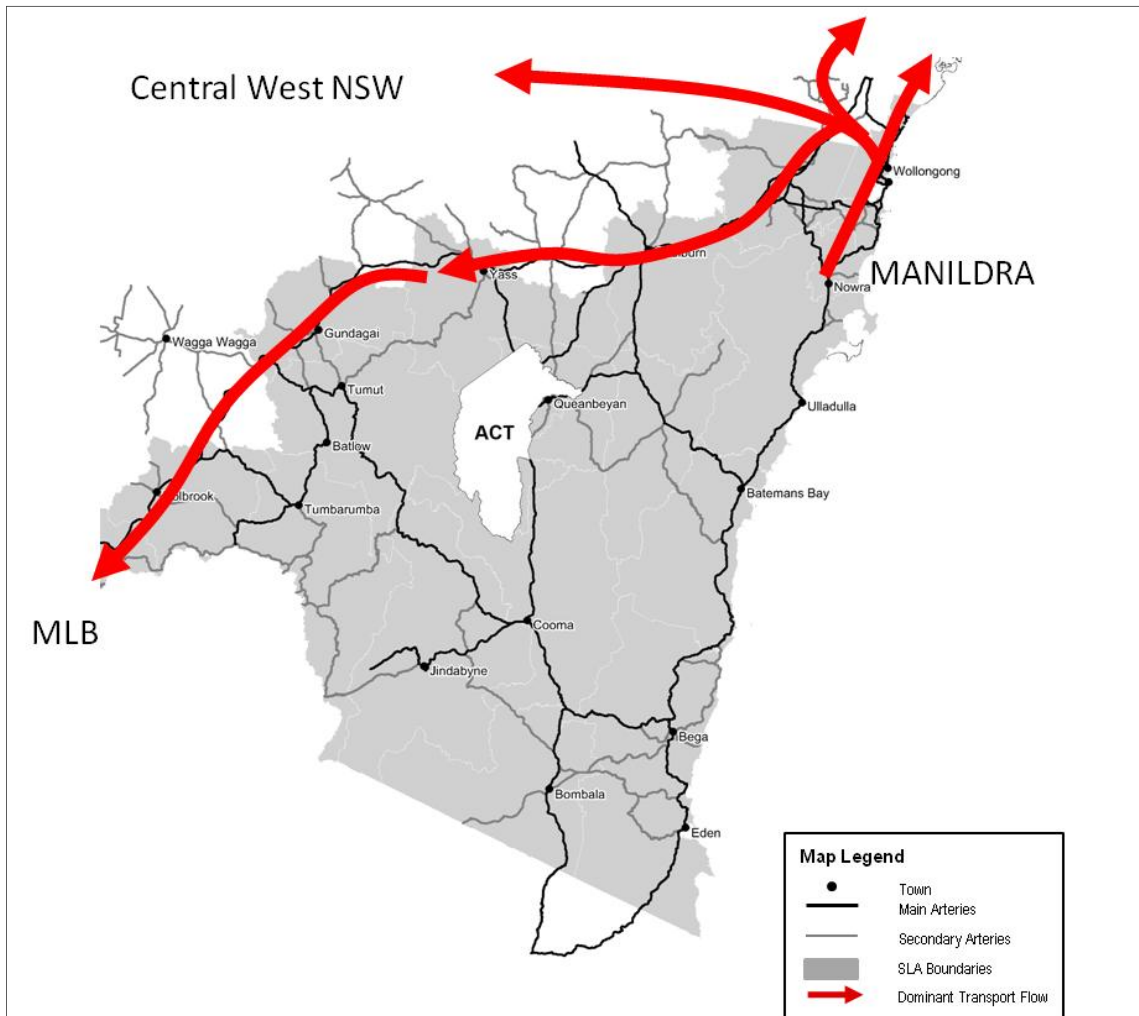 Central West NSW
Wollongong
MANILDRA
Nowra
Yass
Gundagai
Wagga Wagga
Tumut
Queanbeyan
Ulladulla
ACT
Batlow
Batemans Bay
Tumbarumba
MLB
Cooma
Jindabyne
Bega
Bombala
Eden
Map Legend
Town
Main Arteries
Secondary Arteries
SLA Boundaries
Dominant Transport Flow